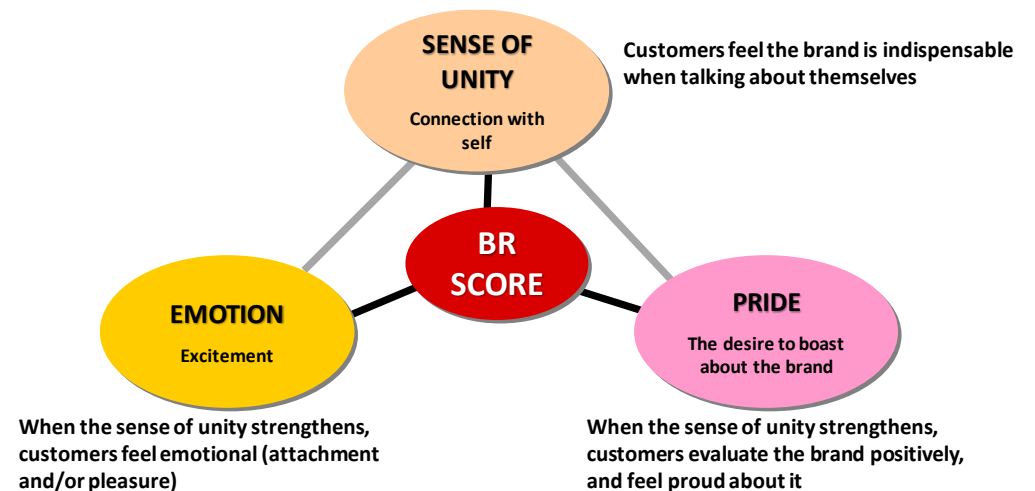 SENSE OF
UNITY
Connection with
self
Customers feel the brand is indispensable
when talking about themselves
BR
SCORE
EMOTION
Excitement
PRIDE
The desire to boast
about the brand
When the sense of unity strengthens,
customers feel emotional (attachment
and/or pleasure)
When the sense of unity strengthens,
customers evaluate the brand positively,
and feel proud about it